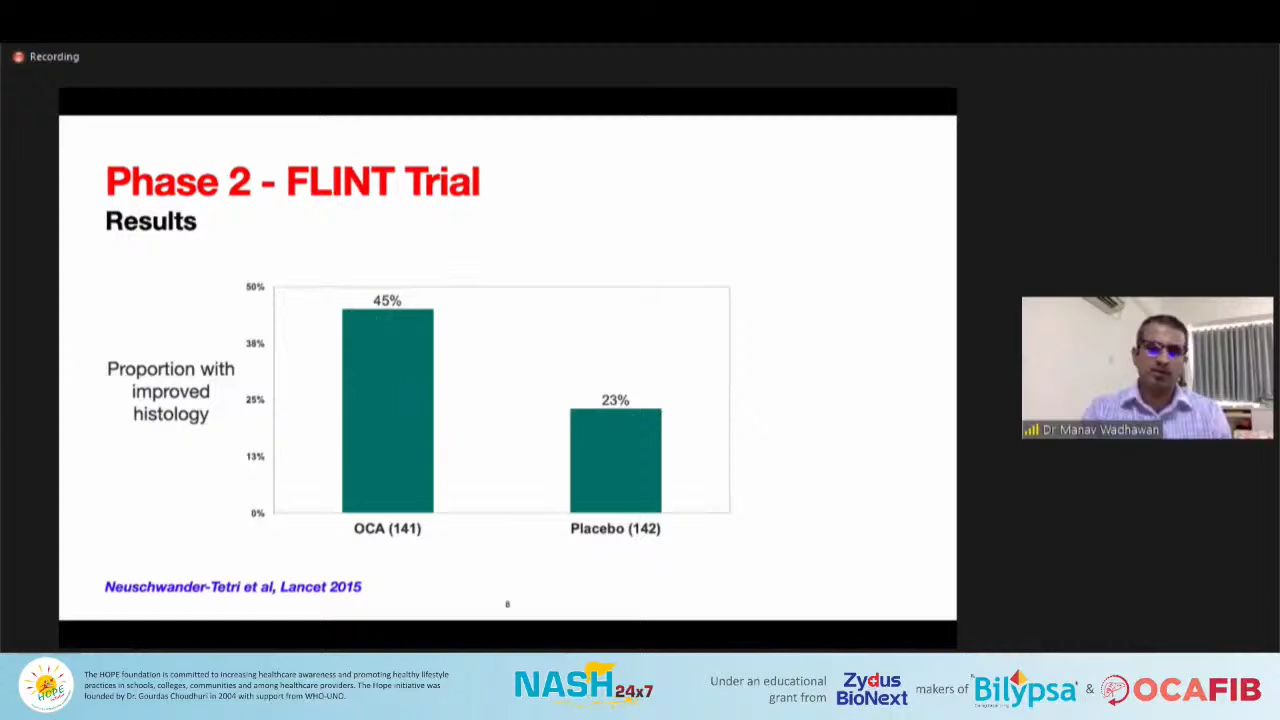 Recording
Phase 2 - FLINT Trial
Results
50%
45%
38%
Proportion with
improved
histology
25%
23%
13%
0%
OCA (141)
Placebo (142)
Neuschwander-Tetri et al, Lancet 2015
8
Dr Manav Wadhawan
HOPE
The HOPE foundation is committed to increasing healthcare awareness and promoting healthy lifestyle
practices in schools, colleges, communities and among healthcare providers. The Hope initiative was
founded by Dr. Gourdas Choudhuri in 2004 with support from WHO-UNO.
NASH 24x7
Under an educational
grant from
Zydus
BioNext
makers of
Bilypsa
&
OCAFIB